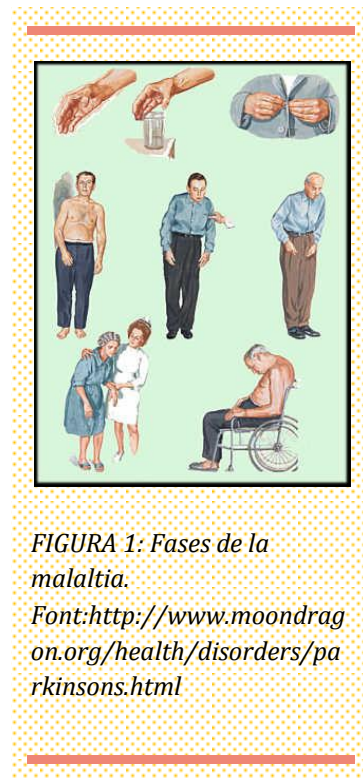 FIGURA 1: Fases de la
malaltia.
Font:http://www.moondrag
on.org/health/disorders/pa
rkinsons.html